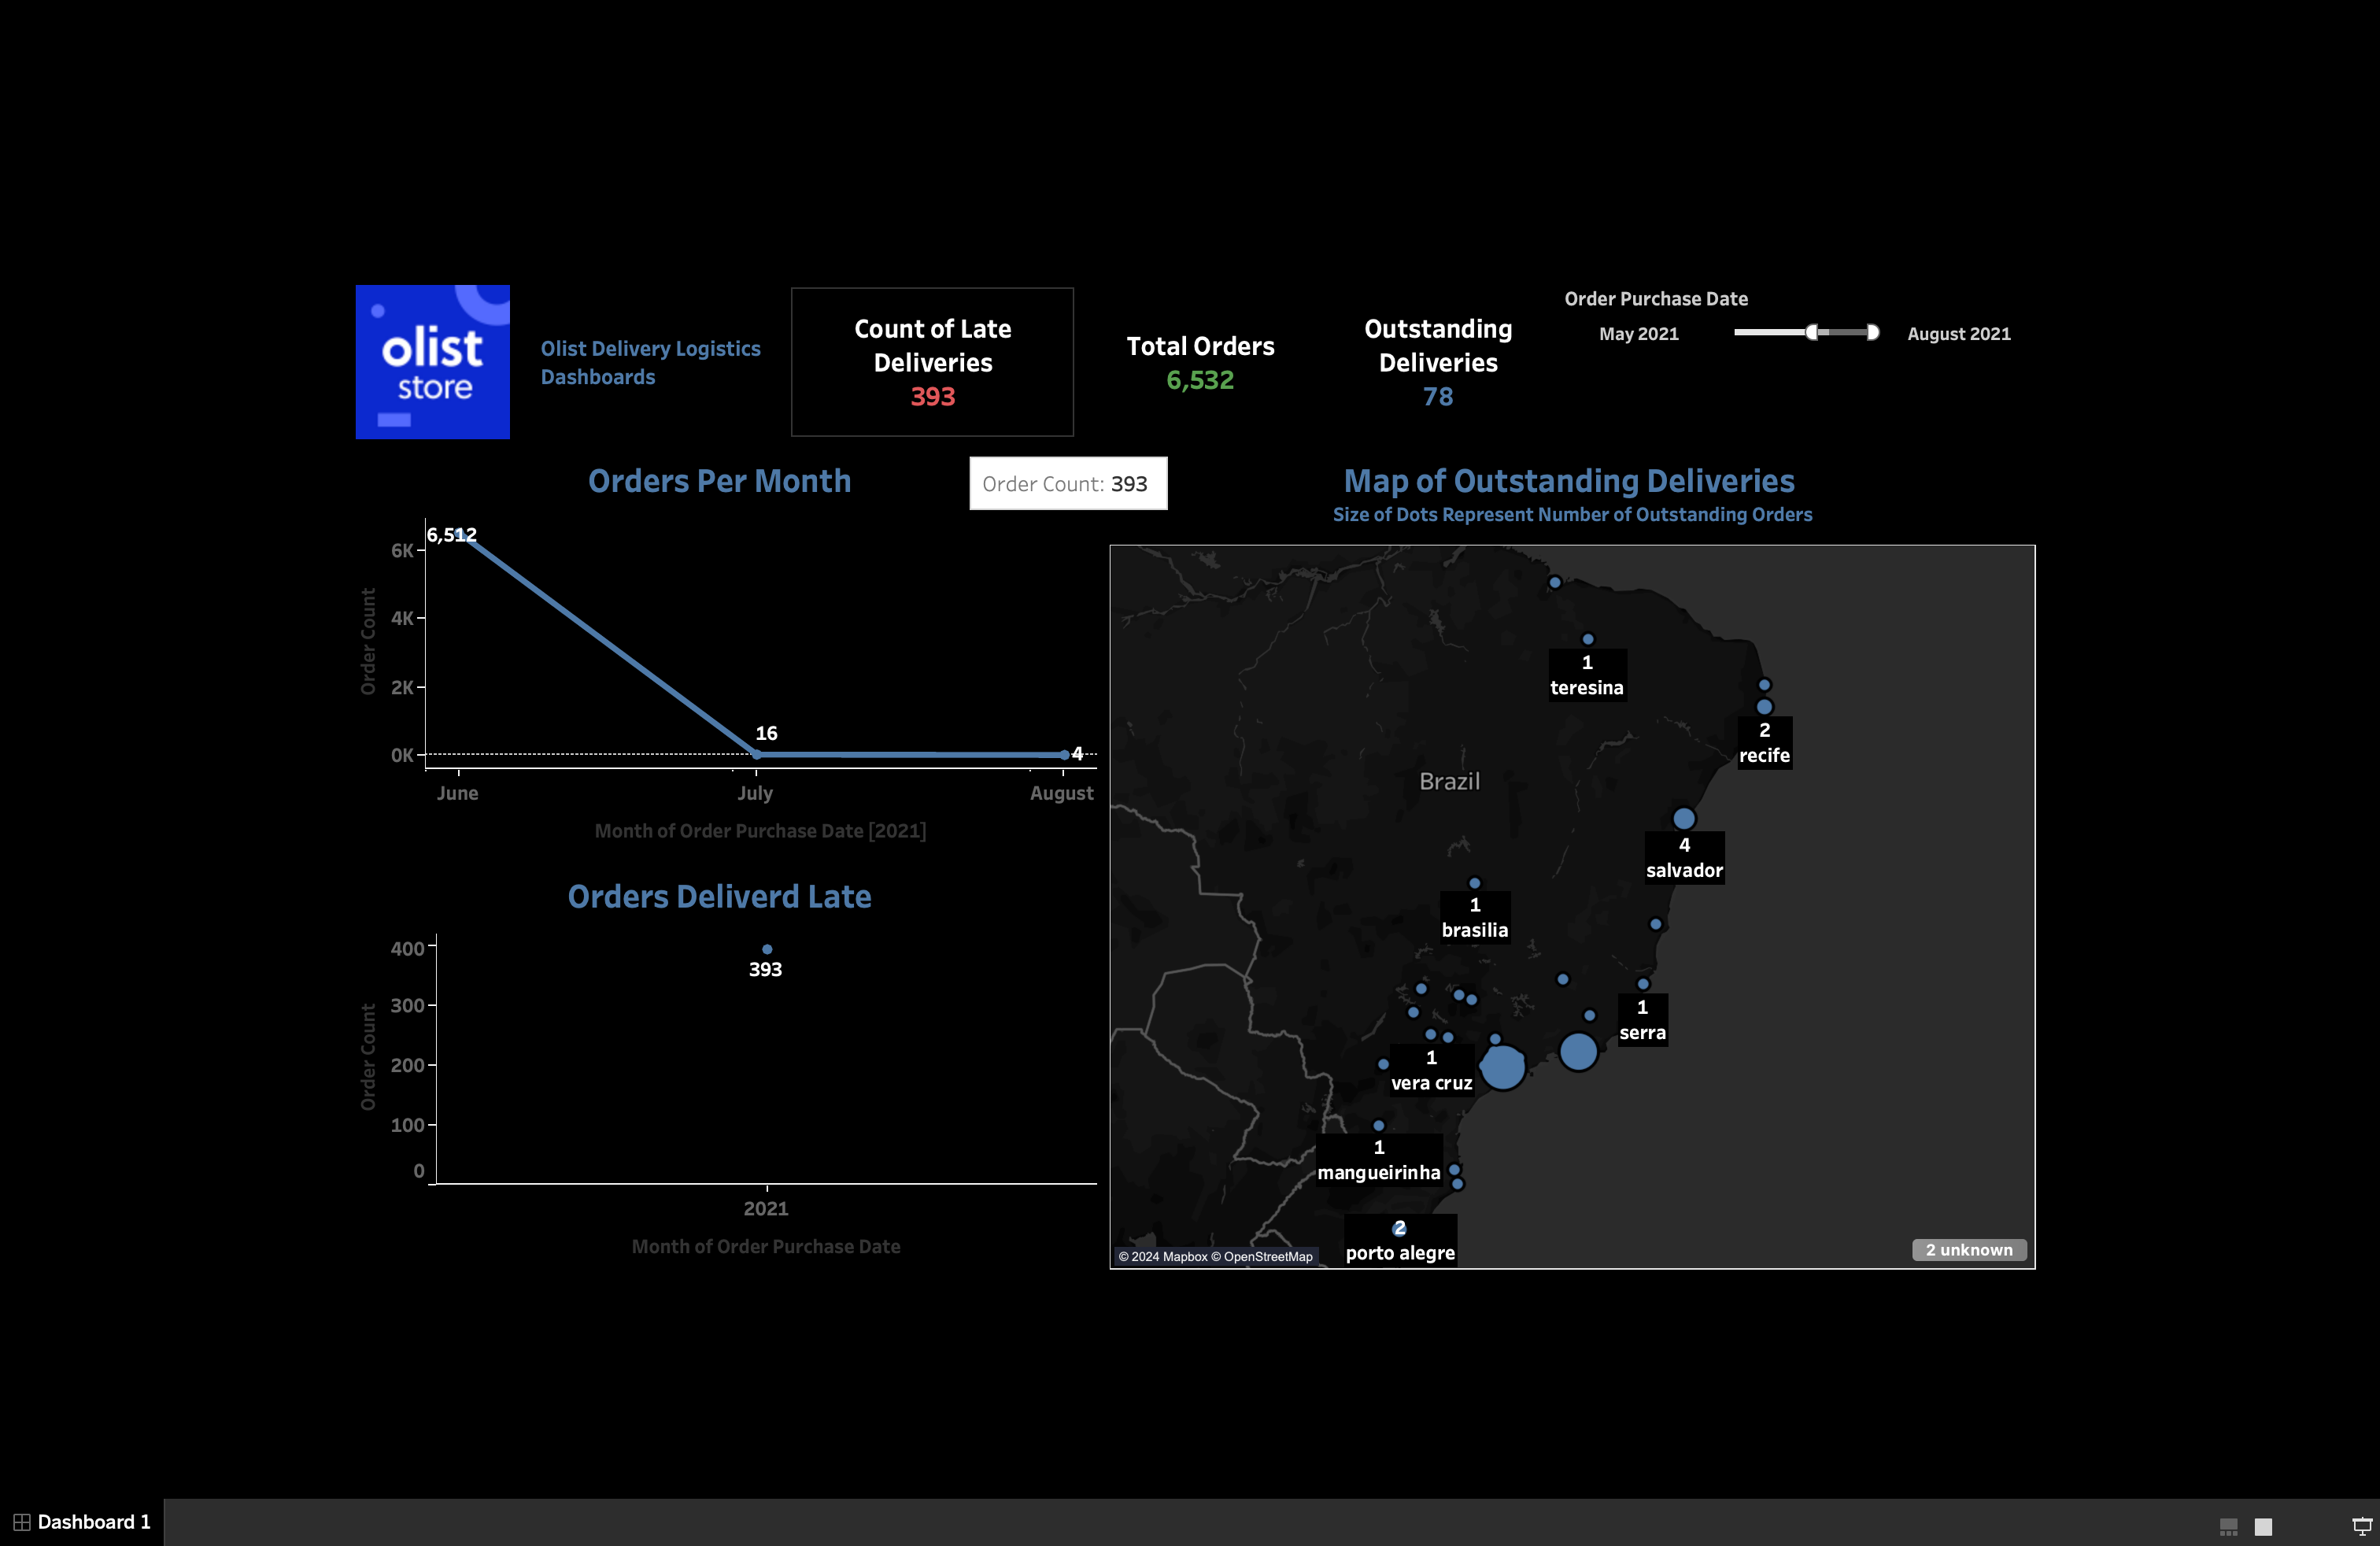 olist
store
Olist Delivery Logistics
Dashboards
Count of Late
Deliveries
393
Total Orders
6,532
Outstanding
Deliveries
78
Order Purchase Date
May 2021
August 2021
Orders Per Month
Order Count: 393
6,512
6K
4K
2K
0K
Order Count
16
4
June
July
August
Month of Order Purchase Date [2021]
Orders Deliverd Late
400
300
200
100
0
Order Count
393
2021
Month of Order Purchase Date
Map of Outstanding Deliveries
Size of Dots Represent Number of Outstanding Orders
1
teresina
2
recife
Brazil
4
salvador
1
brasilia
1
serra
1
vera cruz
1
mangueirinha
2
porto alegre
© 2024 Mapbox © OpenStreetMap
2 unknown
Dashboard 1